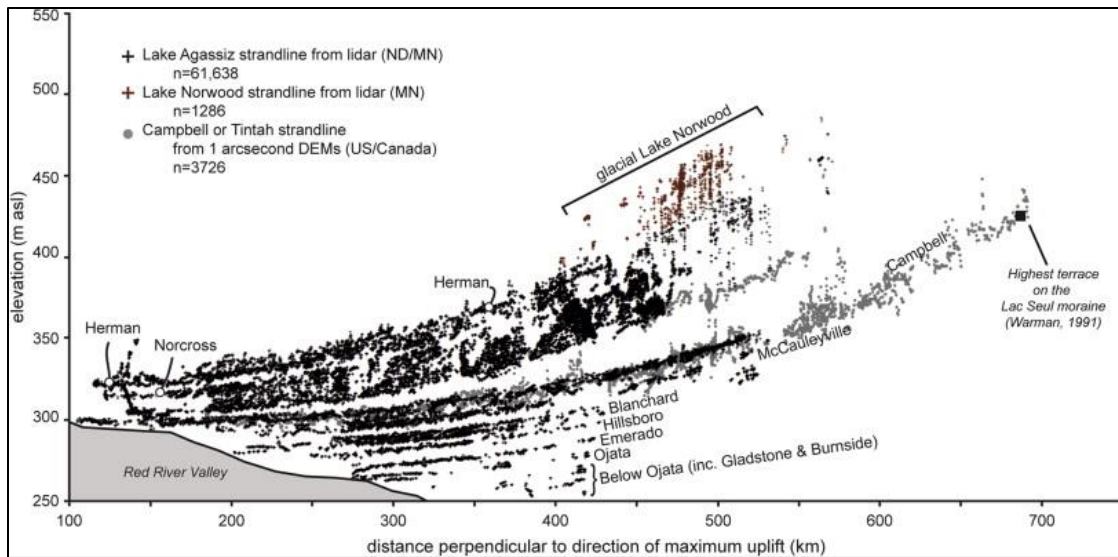 550
500
450
400
350
300
250
elevation (m asl)
Lake Agassiz strandline from lidar (ND/MN)
n=61,638
Lake Norwood strandline from lidar (MN)
n=1286
Campbell or Tintah strandline
from 1 arcsecond DEMs (US/Canada)
n=3726
glacial Lake Norwood
Herman
Herman
Norcross
Campbell
Highest terrace
on the
Lac Seul moraine
(Warman, 1991)
McCauleyville
Blanchard
Hillsboro
Emerado
Ojata
Below Ojata (inc. Gladstone & Burnside)
Red River Valley
100 200 300 400 500 600 700
distance perpendicular to direction of maximum uplift (km)